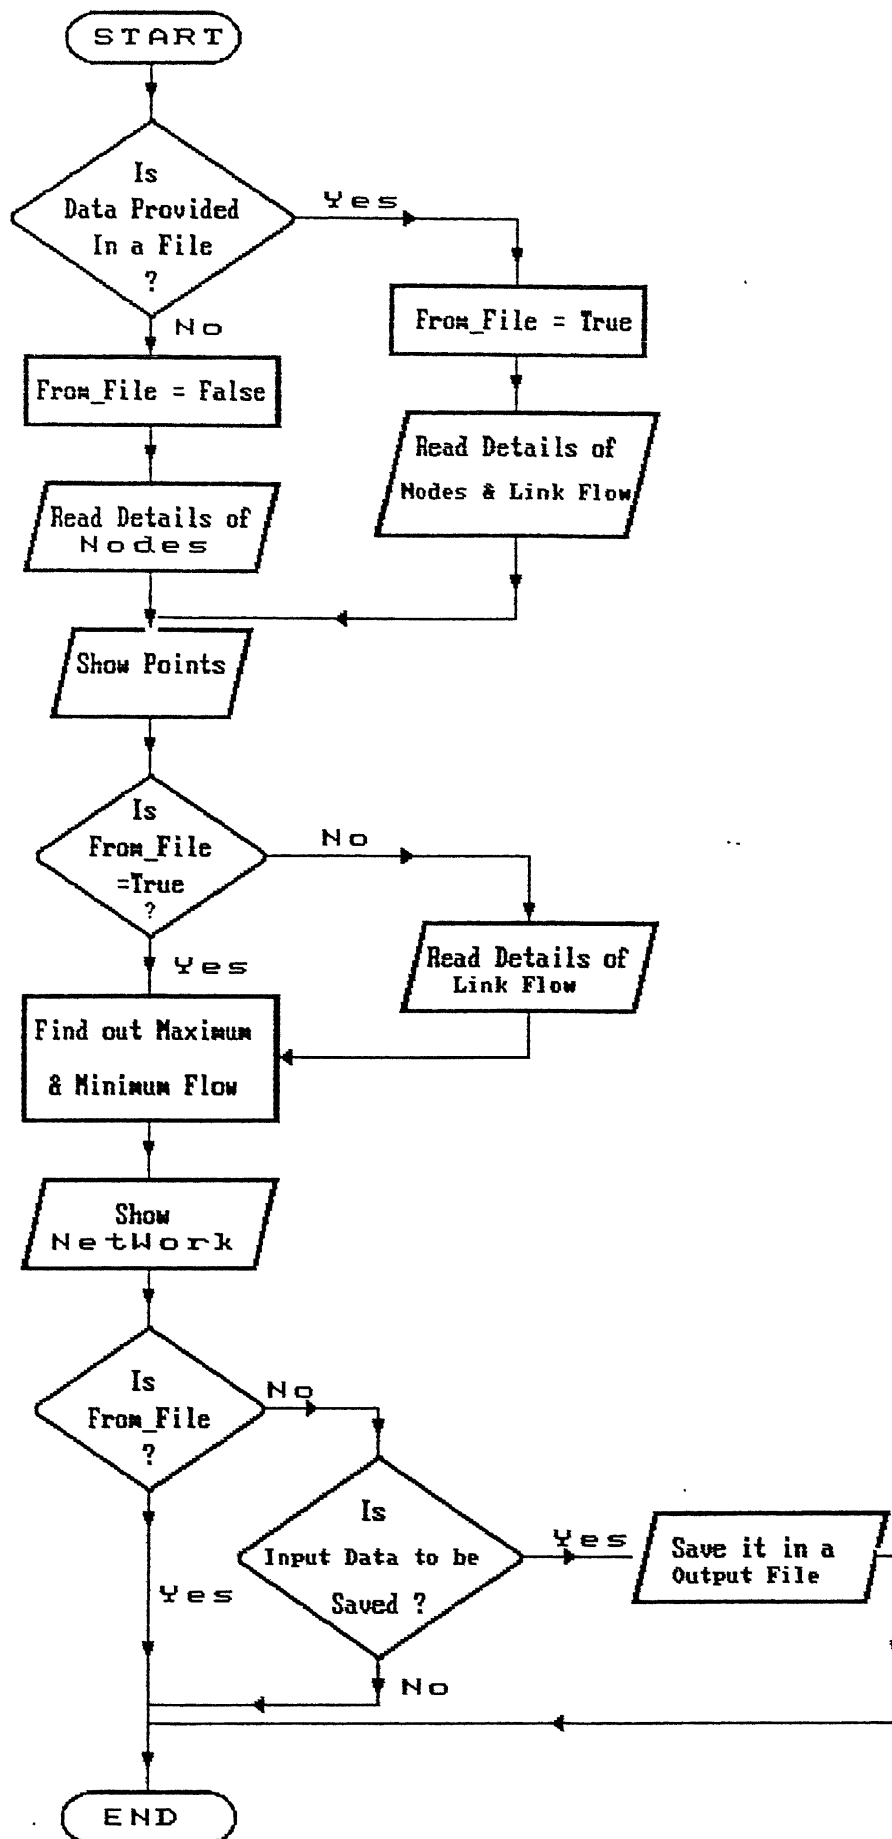 START
Is
Data Provided
In a File
?
Yes
No
From_File = True
From_File = False
Read Details of
Nodes & Link Flow
Read Details of
Nodes
Show Points
Is
From_File
=True
?
No
Yes
Read Details of
Link Flow
Find out Maximum
& Minimum Flow
Show
NetWork
Is
From_File
?
No
Yes
Is
Input Data to be
Saved ?
Yes
No
Save it in a
Output File
END